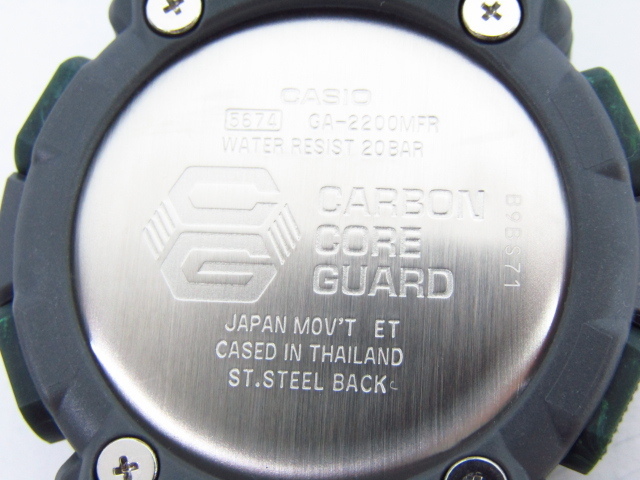 CASIO
5674 GA-2200MFR
WATER RESIST 20BAR
CG
CARBON
CORE
GUARD
JAPAN MOV'T ET
CASED IN THAILAND
ST.STEEL BACK